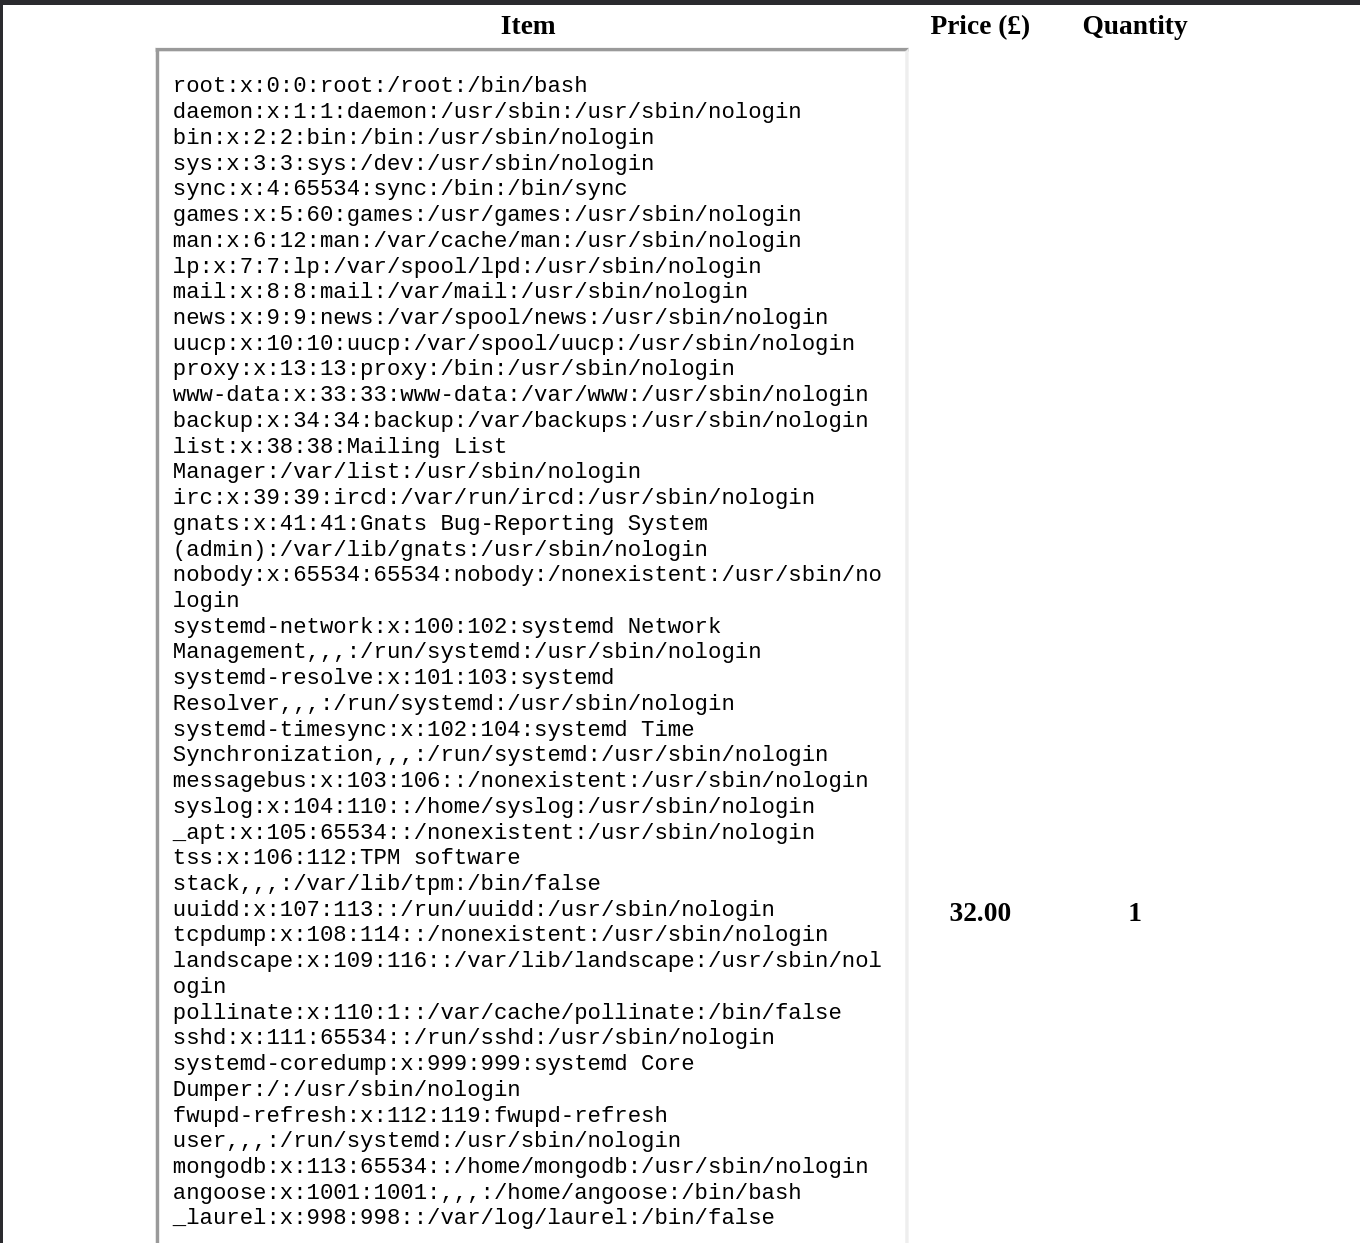 Item Price (£) Quantity
root:x:0:0:root:/root:/bin/bash
daemon:x:1:1:daemon:/usr/sbin:/usr/sbin/nologin
bin:x:2:2:bin:/bin:/usr/sbin/nologin
sys:x:3:3:sys:/dev:/usr/sbin/nologin
sync:x:4:65534:sync:/bin:/bin/sync
games:x:5:60:games:/usr/games:/usr/sbin/nologin
man:x:6:12:man:/var/cache/man:/usr/sbin/nologin
lp:x:7:7:lp:/var/spool/lpd:/usr/sbin/nologin
mail:x:8:8:mail:/var/mail:/usr/sbin/nologin
news:x:9:9:news:/var/spool/news:/usr/sbin/nologin
uucp:x:10:10:uucp:/var/spool/uucp:/usr/sbin/nologin
proxy:x:13:13:proxy:/bin:/usr/sbin/nologin
www-data:x:33:33:www-data:/var/www:/usr/sbin/nologin
backup:x:34:34:backup:/var/backups:/usr/sbin/nologin
list:x:38:38:Mailing List
Manager:/var/list:/usr/sbin/nologin
irc:x:39:39:ircd:/var/run/ircd:/usr/sbin/nologin
gnats:x:41:41:Gnats Bug-Reporting System
(admin):/var/lib/gnats:/usr/sbin/nologin
nobody:x:65534:65534:nobody:/nonexistent:/usr/sbin/no
login
systemd-network:x:100:102:systemd Network
Management,,,:/run/systemd:/usr/sbin/nologin
systemd-resolve:x:101:103:systemd
Resolver,,,:/run/systemd:/usr/sbin/nologin
systemd-timesync:x:102:104:systemd Time
Synchronization,,,:/run/systemd:/usr/sbin/nologin
messagebus:x:103:106::/nonexistent:/usr/sbin/nologin
syslog:x:104:110::/home/syslog:/usr/sbin/nologin
_apt:x:105:65534::/nonexistent:/usr/sbin/nologin
tss:x:106:112:TPM software
stack,,,:/var/lib/tpm:/bin/false
uuidd:x:107:113::/run/uuidd:/usr/sbin/nologin 32.00 1
tcpdump:x:108:114::/nonexistent:/usr/sbin/nologin
landscape:x:109:116::/var/lib/landscape:/usr/sbin/nol
ogin
pollinate:x:110:1::/var/cache/pollinate:/bin/false
sshd:x:111:65534::/run/sshd:/usr/sbin/nologin
systemd-coredump:x:999:999:systemd Core
Dumper:/:/usr/sbin/nologin
fwupd-refresh:x:112:119:fwupd-refresh
user,,,:/run/systemd:/usr/sbin/nologin
mongodb:x:113:65534::/home/mongodb:/usr/sbin/nologin
angoose:x:1001:1001:,,,:/home/angoose:/bin/bash
_laurel:x:998:998::/var/log/laurel:/bin/false